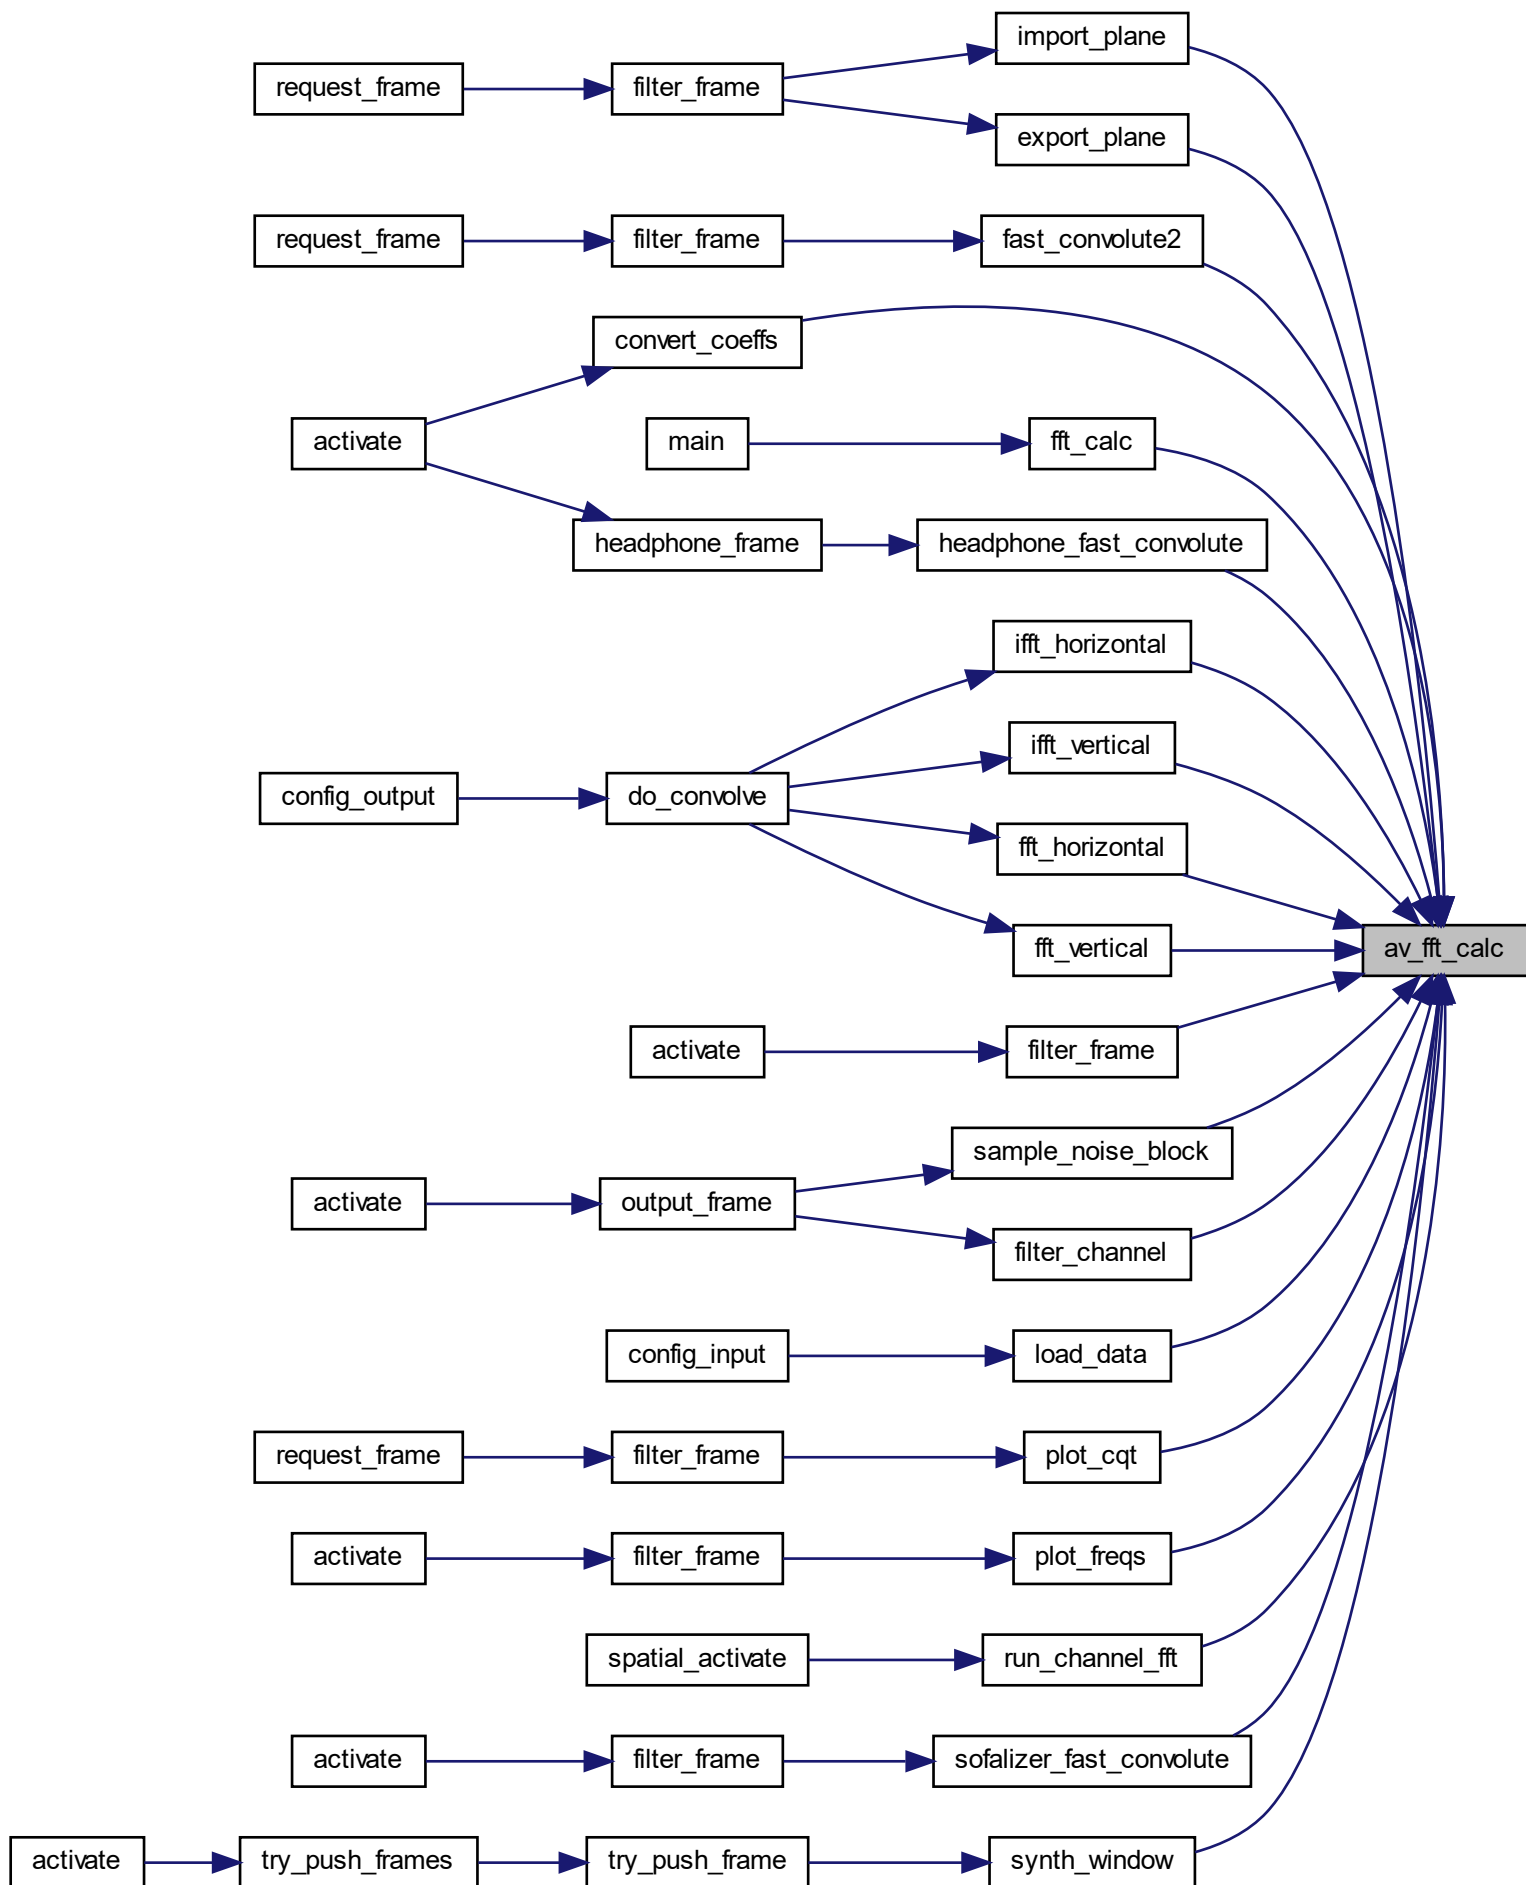 import_plane
request_frame
filter_frame
export_plane
request_frame
filter_frame
fast_convolute2
convert_coeffs
activate
main
fft_calc
headphone_frame
headphone_fast_convolute
ifft_horizontal
ifft_vertical
config_output
do_convolve
fft_horizontal
fft_vertical
av_fft_calc
activate
filter_frame
sample_noise_block
activate
output_frame
filter_channel
config_input
load_data
request_frame
filter_frame
plot_cqt
activate
filter_frame
plot_freqs
spatial_activate
run_channel_fft
activate
filter_frame
sofalizer_fast_convolute
activate
try_push_frames
try_push_frame
synth_window